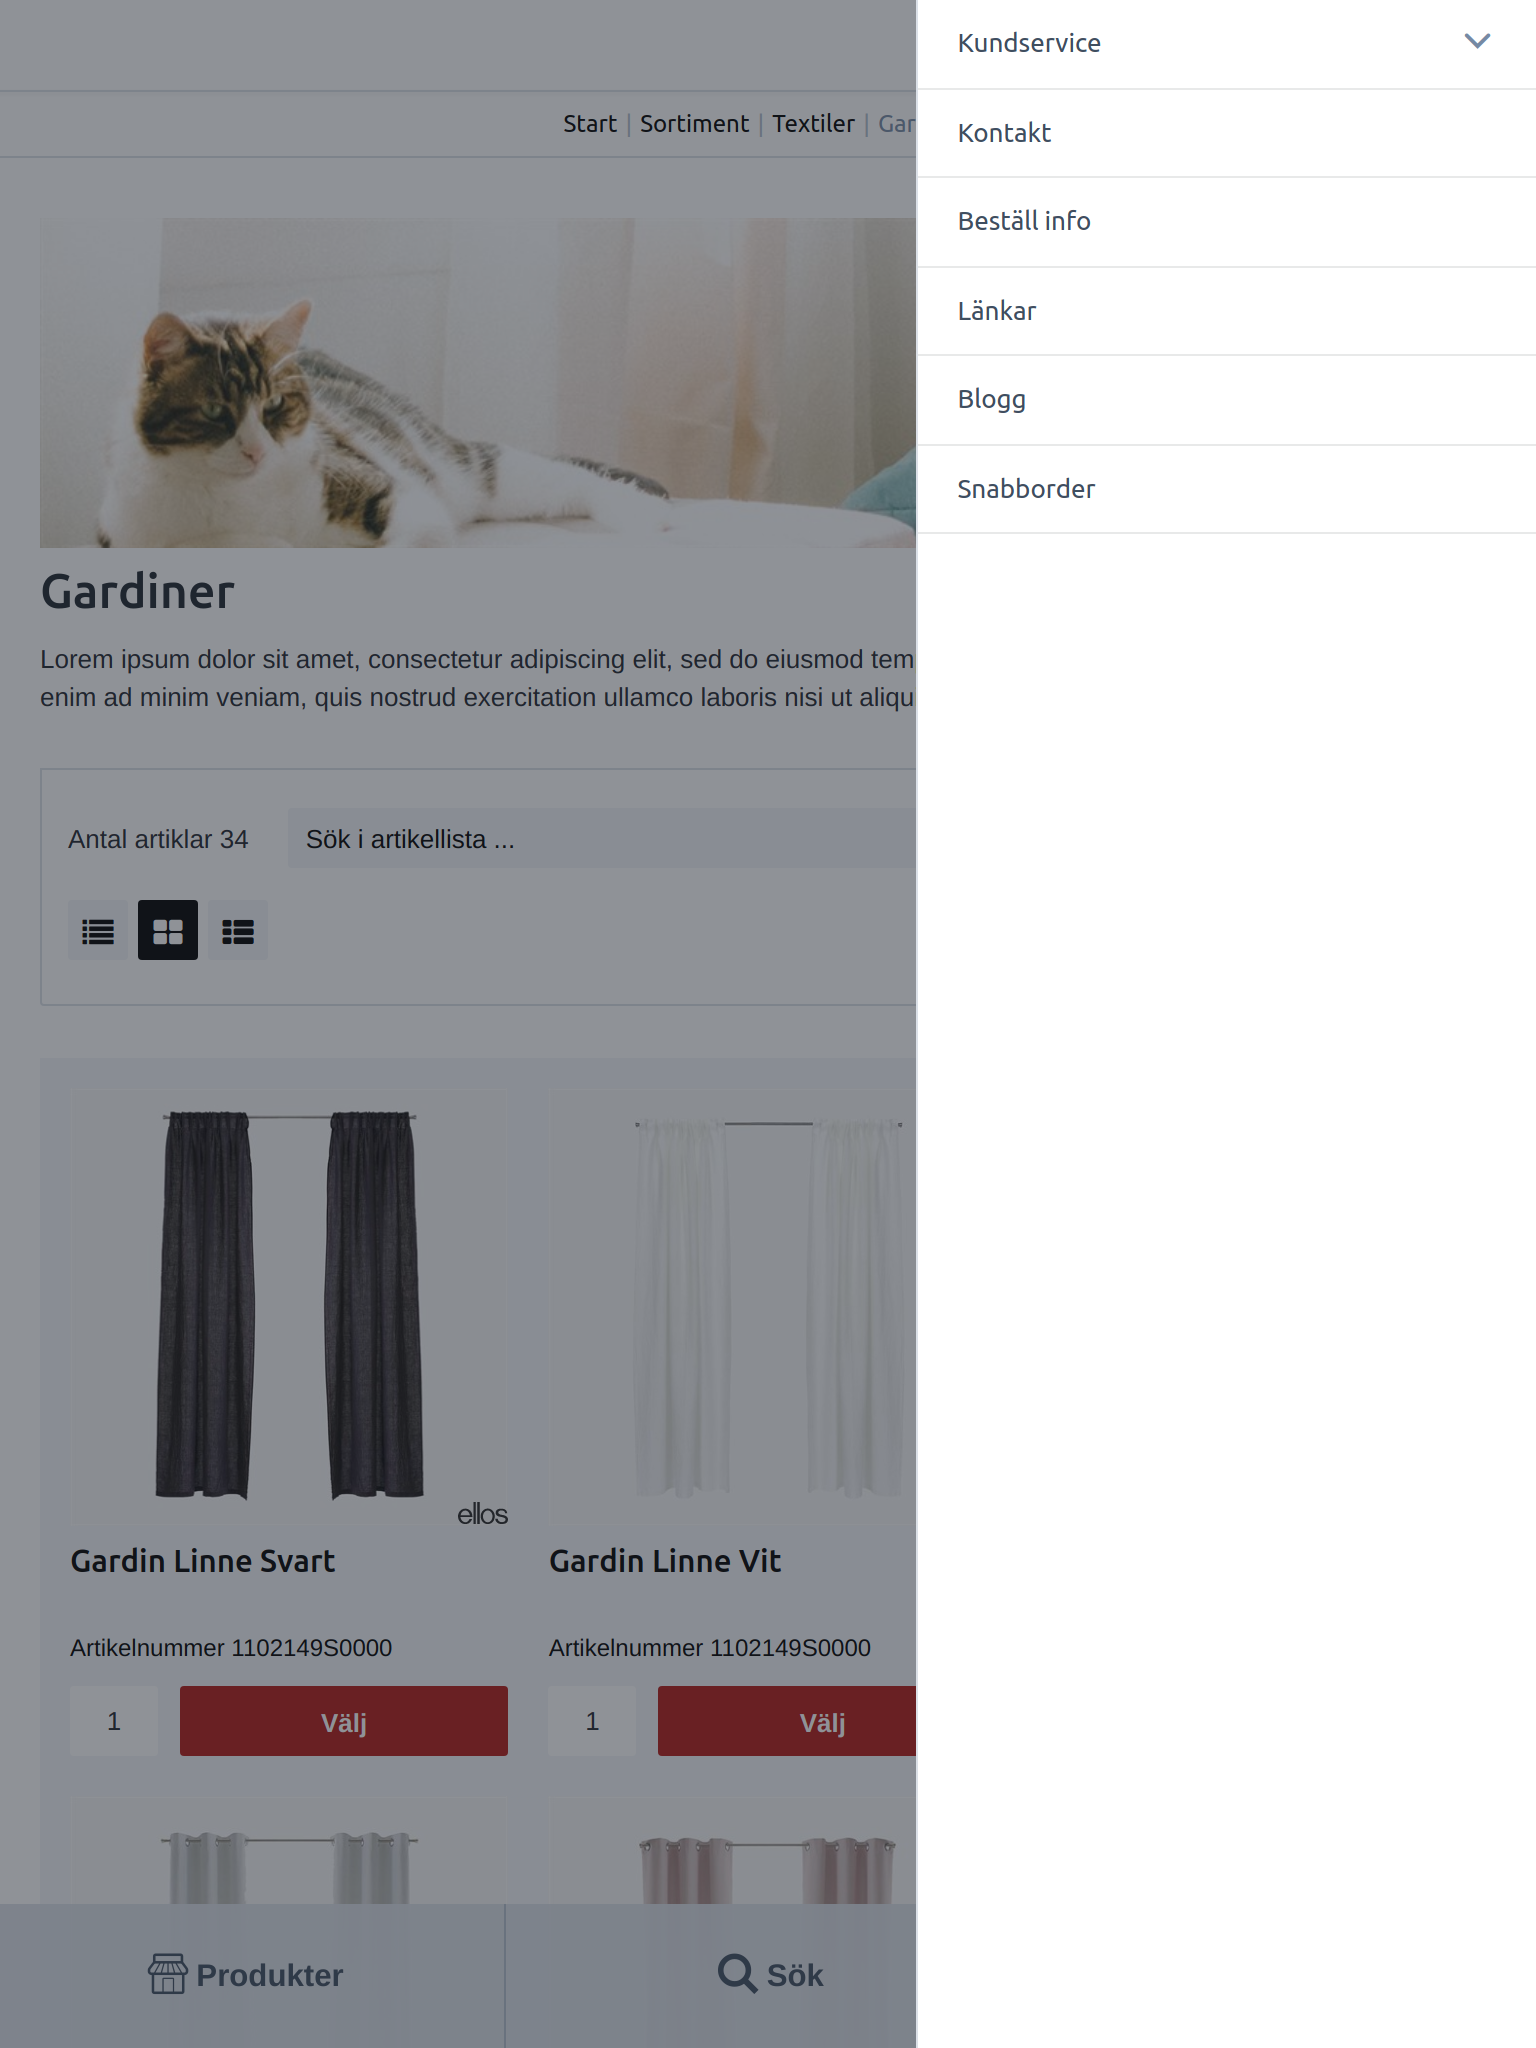 Start | Sortiment | Textiler | Gar
Gardiner
Lorem ipsum dolor sit amet, consectetur adipiscing elit, sed do eiusmod tem
enim ad minim veniam, quis nostrud exercitation ullamco laboris nisi ut aliqu
Antal artiklar 34
Sök i artikellista ...
ellos
Gardin Linne Svart
Gardin Linne Vit
Artikelnummer 1102149S0000
Artikelnummer 1102149S0000
1
Välj
1
Välj
Produkter
Sök
Kundservice
Kontakt
Beställ info
Länkar
Blogg
Snabborder